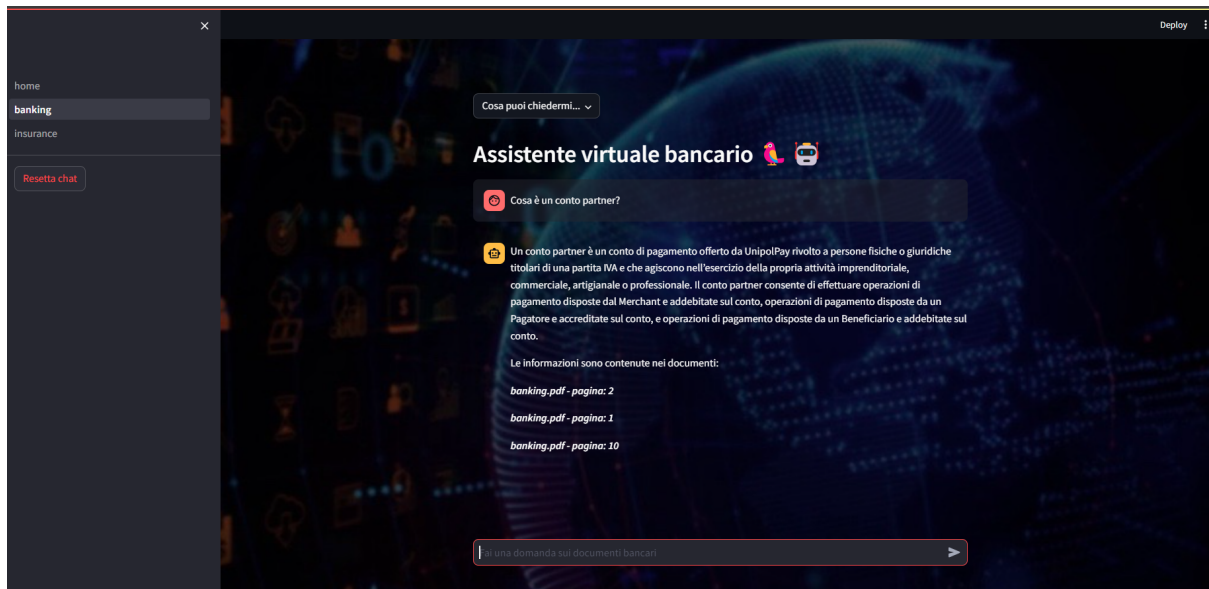 Deploy
home
banking
insurance
Resetta chat
Cosa puoi chiedermi...
Assistente virtuale bancario
Cosa è un conto partner?
Un conto partner è un conto di pagamento offerto da UnipolPay rivolto a persone fisiche o giuridiche
titolari di una partita IVA e che agiscono nell'esercizio della propria attività imprenditoriale,
commerciale, artigianale o professionale. Il conto partner consente di effettuare operazioni di
pagamento disposte dal Merchant e addebitate sul conto, operazioni di pagamento disposte da un
Pagatore e accreditate sul conto, e operazioni di pagamento disposte da un Beneficiario e addebitate sul
conto.
Le informazioni sono contenute nei documenti:
banking.pdf - pagina: 2
banking.pdf - pagina: 1
banking.pdf - pagina: 10
Fai una domanda sui documenti bancari